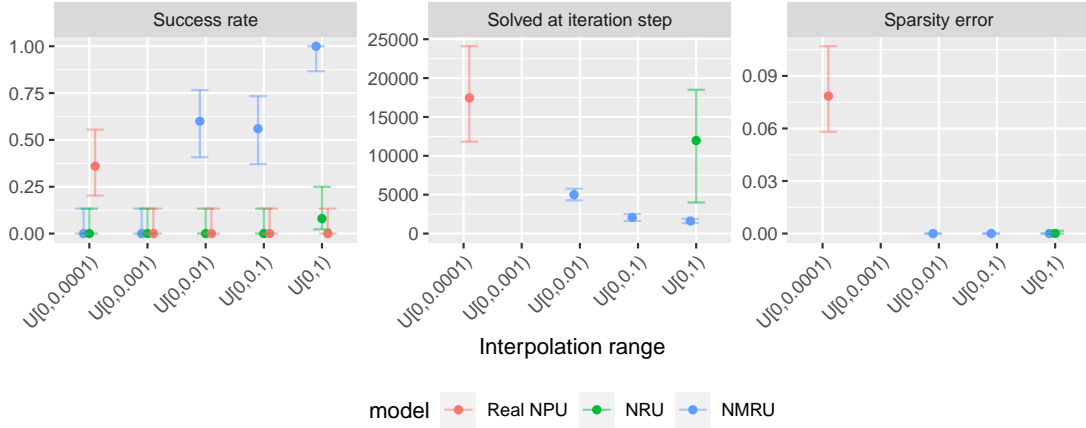 Success rate
Solved at iteration step
Sparsity error
1.00
0.75
0.50
0.25
0.00
25000
20000
15000
10000
5000
0
0.09
0.06
0.03
0.00
U[0,0.0001)
U[0,0.001)
U[0,0.01)
U[0,0.1)
U[0,1)
U[0,0.0001)
U[0,0.001)
U[0,0.01)
U[0,0.1)
U[0,1)
U[0,0.0001)
U[0,0.001)
U[0,0.01)
U[0,0.1)
U[0,1)
Interpolation range
model Real NPU NRU NMRU